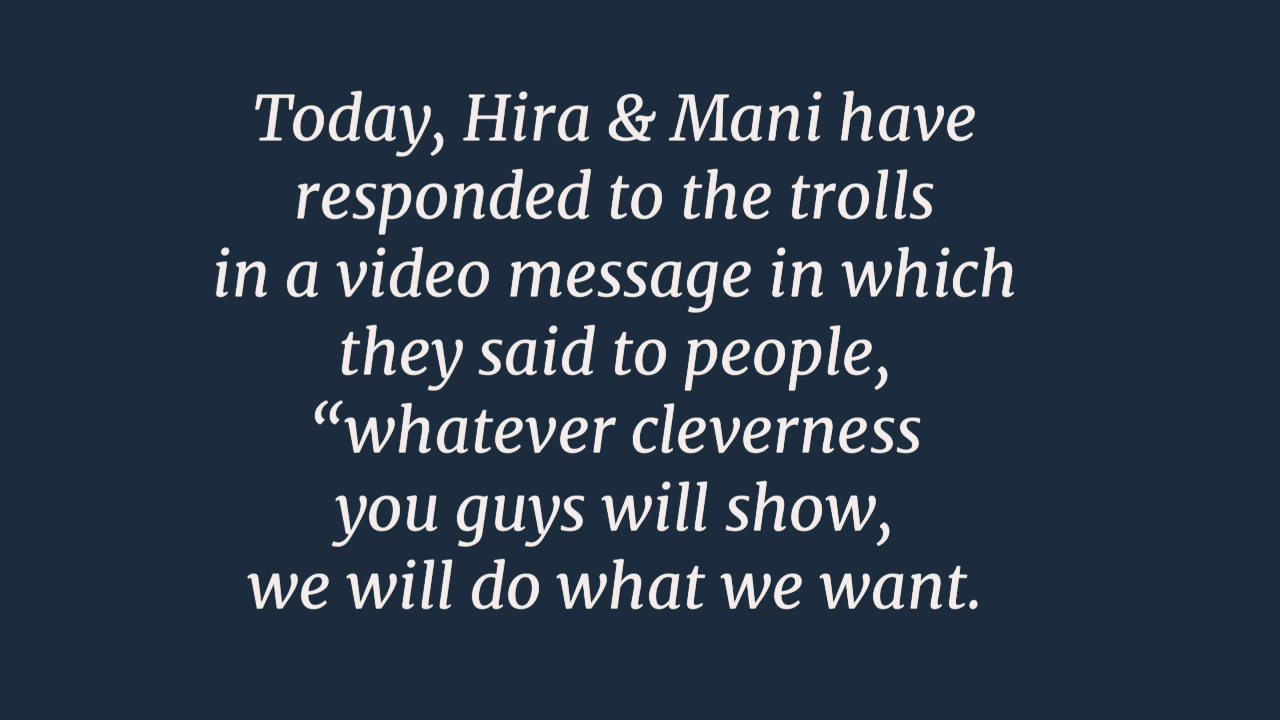 Today, Hira & Mani have
responded to the trolls
in a video message in which
they said to people,
“whatever cleverness
you guys will show,
we will do what we want.